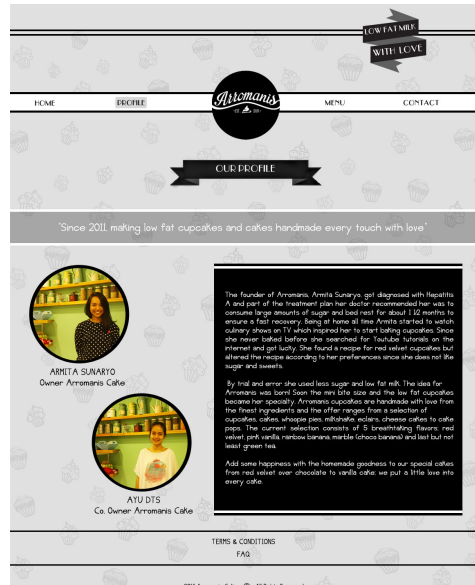 LOW FAT MILK
WITH LOVE
HOME
PROFILE
Arromanis
MENU
CONTACT
OUR PROFILE
"Since 2011 making low fat cupcakes and cakes handmade every touch with love"
The founder of Arromanis, Armita Sunaryo, got diagnosed with Hepatitis
A and part of the treatment plan her doctor recommended her was to
consume large amounts of sugar and bed rest for about 1 1/2 months to
ensure a fast recovery. Being at home all time Armita started to watch
culinary shows on TV which inspired her to start baking cupcakes. Since
she never baked before she searched for Youtube tutorials on the
internet and got lucky. She found a recipe for red velvet cupcakes but
altered the recipe according to her preferences since she does not like
sugar and sweets.
By trial and error she used less sugar and low fat milk. The idea for
Arromanis was born! Soon the mini bite size and the low fat cupcakes
became her specialty. Arromanis cupcakes are handmade with love from
the finest ingredients and the offer ranges from a selection of
cupcakes, cakes, whoopie pies, milkshake, eclairs, cheese cakes to cake
pops. The current selection consists of 5 breathtaking flavors: red
velvet, pink vanilla, rainbow banana, marble (choco banana) and last but not
least green tea.
Add some happiness with the homemade goodness to our special cakes
from red velvet over chocolate to vanilla cake; we put a little love into
every cake.
ARMITA SUNARYO
Owner Arromanis Cake
AYU DTS
Co. Owner Arromanis Cake
TERMS & CONDITIONS
FAQ